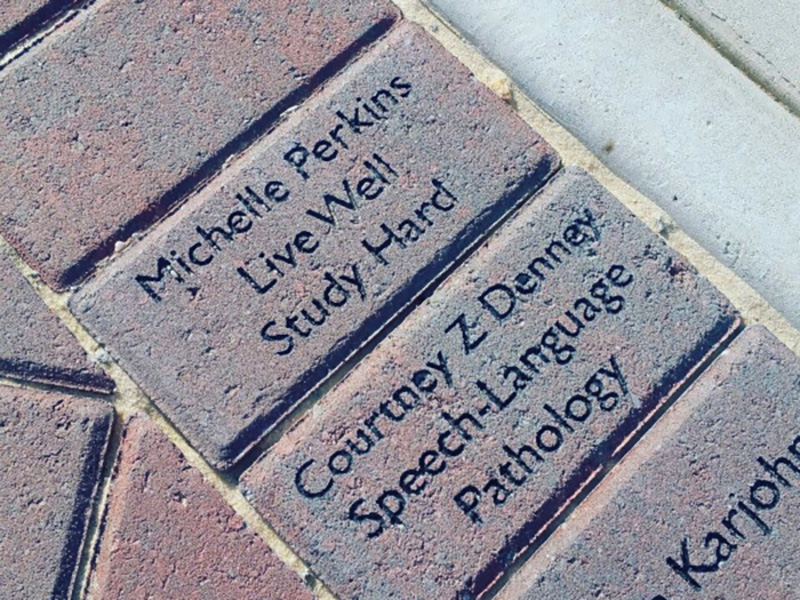 Michelle Perkins
Live Well
Study Hard
Courtney Z Denney
Speech-Language
Pathology